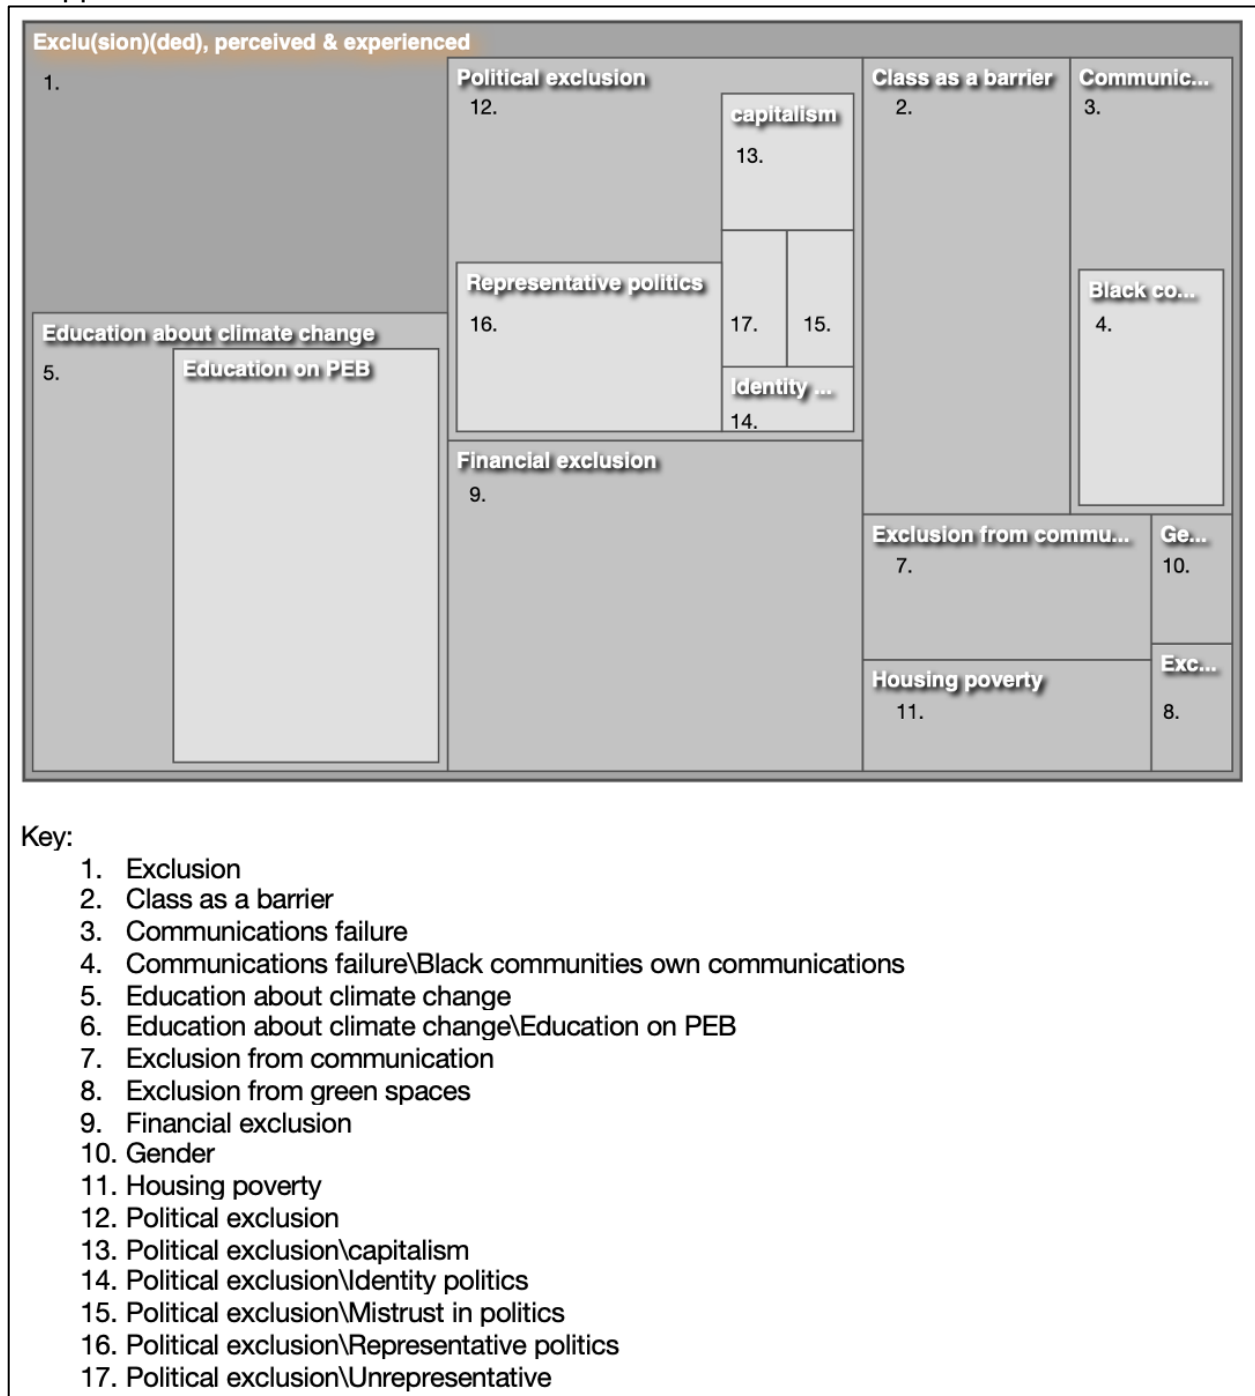 Exclu(sion)(ded), perceived & experienced
1.
Political exclusion
12.
capitalism
13.
Class as a barrier
2.
Communic...
3.
Representative politics
16.
17.
15.
Identity ...
14.
Black co...
4.
Education about climate change
5.
Education on PEB
Financial exclusion
9.
Exclusion from commu...
7.
Ge...
10.
Housing poverty
11.
Exc...
8.
Key:
1. Exclusion
2. Class as a barrier
3. Communications failure
4. Communications failure\Black communities own communications
5. Education about climate change
6. Education about climate change\Education on PEB
7. Exclusion from communication
8. Exclusion from green spaces
9. Financial exclusion
10. Gender
11. Housing poverty
12. Political exclusion
13. Political exclusion\capitalism
14. Political exclusion\Identity politics
15. Political exclusion\Mistrust in politics
16. Political exclusion\Representative politics
17. Political exclusion\Unrepresentative